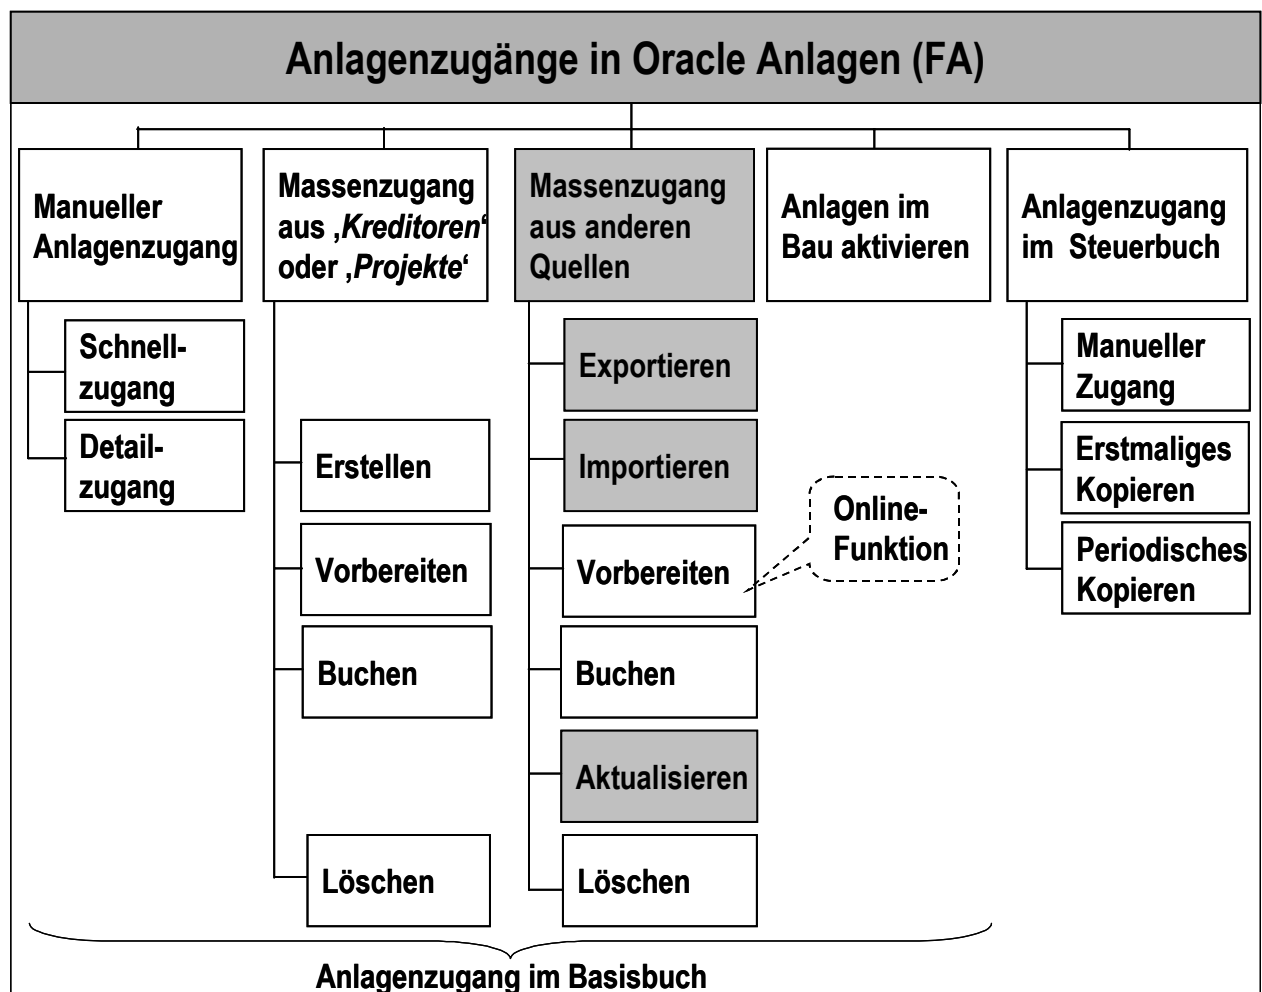 Anlagenzugänge in Oracle Anlagen (FA)
Manueller
Anlagenzugang
Schnell-
zugang
Detail-
zugang
Massenzugang
aus ‚Kreditoren‘
oder ‚Projekte‘
Erstellen
Vorbereiten
Buchen
Löschen
Massenzugang
aus anderen
Quellen
Exportieren
Importieren
Vorbereiten
Online-
Funktion
Buchen
Aktualisieren
Löschen
Anlagen im
Bau aktivieren
Anlagenzugang
im Steuerbuch
Manueller
Zugang
Erstmaliges
Kopieren
Periodisches
Kopieren
Anlagenzugang im Basisbuch